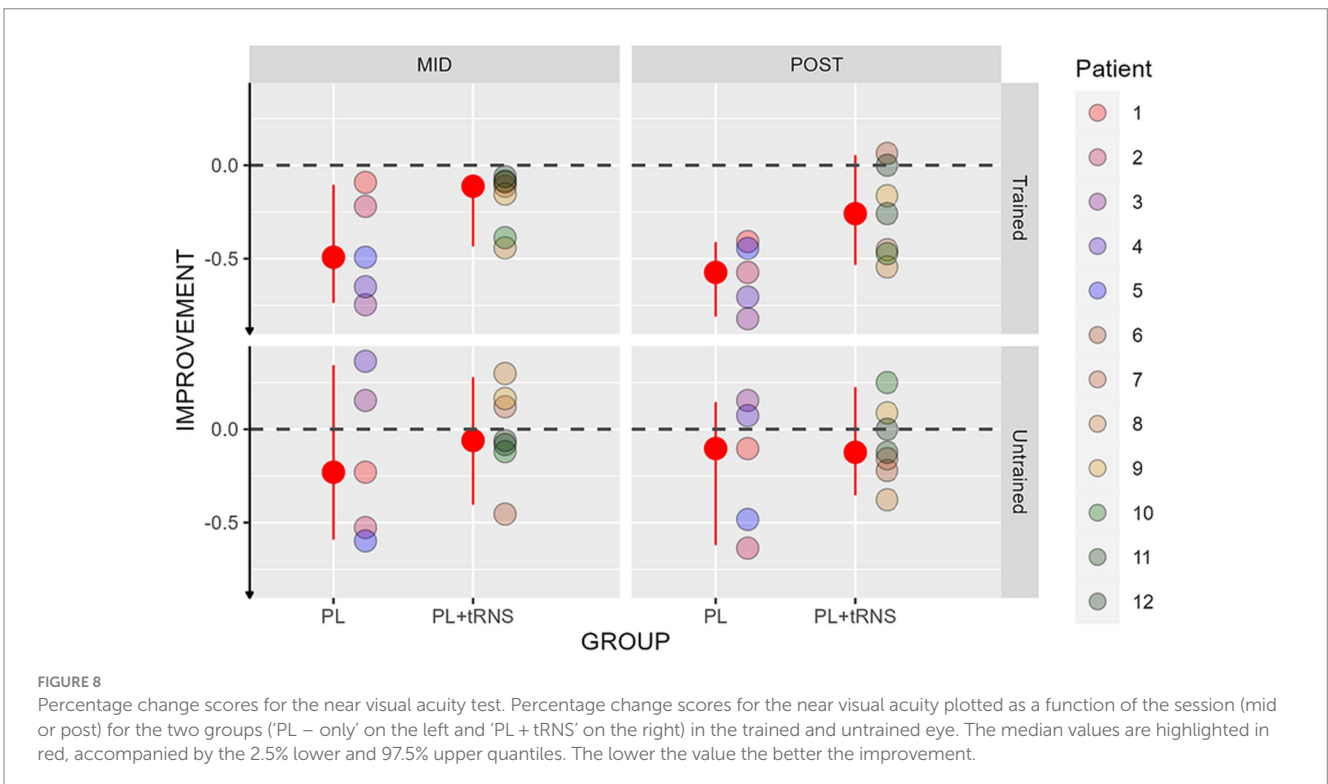 MID
POST
Patient
1
2
3
4
5
6
7
8
9
10
11
12
0.0
-0.5
Trained
0.0
-0.5
Untrained
IMPROVEMENT
PL
PL+tRNS
PL
PL+tRNS
GROUP
FIGURE 8
Percentage change scores for the near visual acuity test. Percentage change scores for the near visual acuity plotted as a function of the session (mid
or post) for the two groups (‘PL – only’ on the left and ‘PL + tRNS’ on the right) in the trained and untrained eye. The median values are highlighted in
red, accompanied by the 2.5% lower and 97.5% upper quantiles. The lower the value the better the improvement.